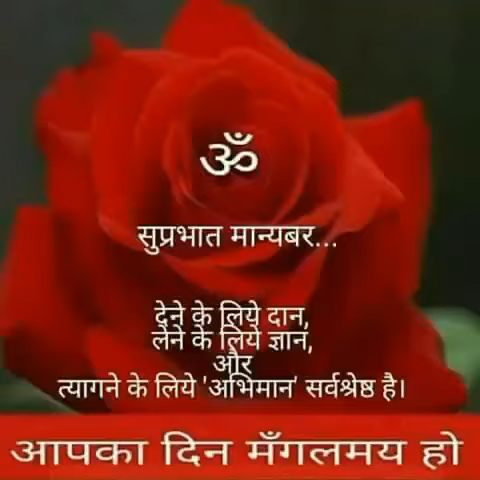 ॐ
सुप्रभात मान्यबर...
देने के लिये दान,
लेने के लिये ज्ञान,
और
त्यागने के लिये 'अभिमान' सर्वश्रेष्ठ है।
आपका दिन मँगलमय हो